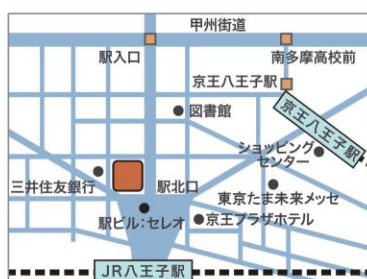 甲州街道
駅入口
南多摩高校前
京王八王子駅
図書館
京王八王子駅
ショッピング
センター
三井住友銀行
駅北口
東京たま未来メッセ
駅ビル:セレオ
京王プラザホテル
JR八王子駅